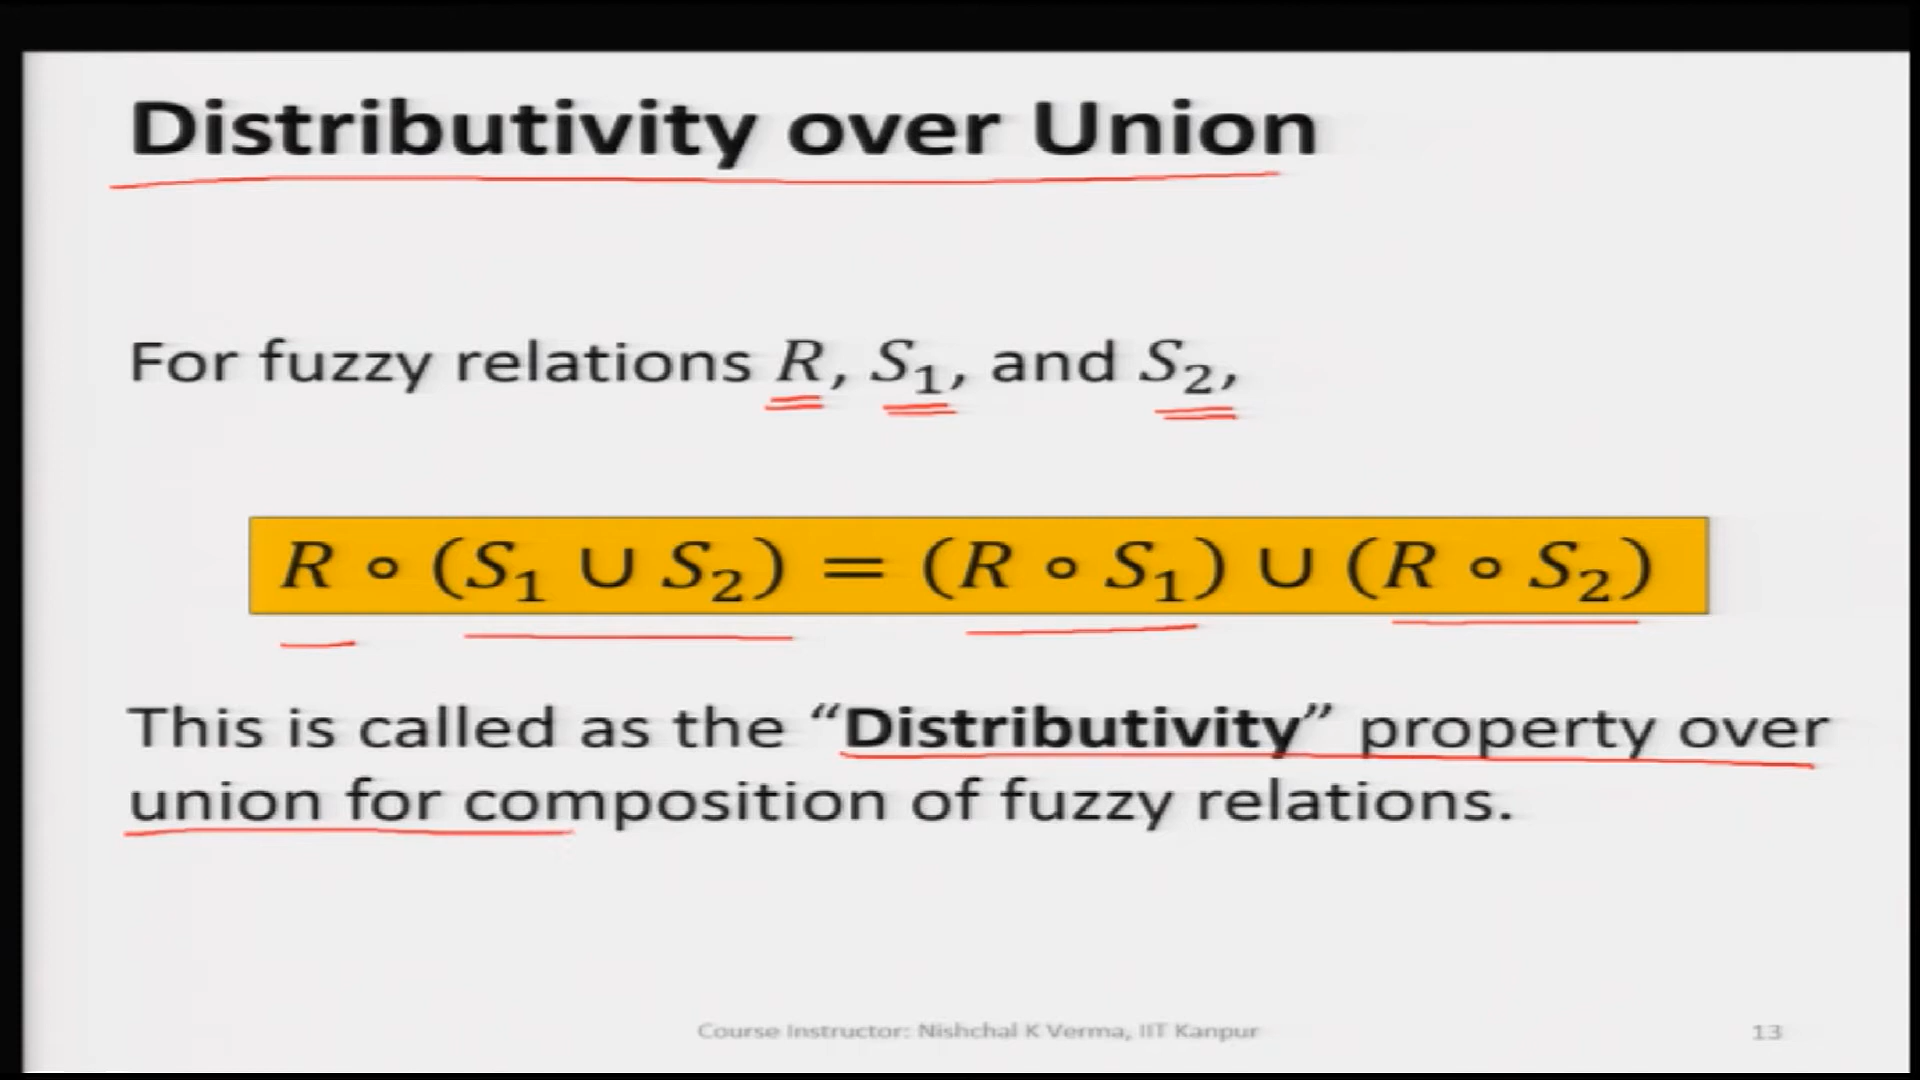 Distributivity over Union
For fuzzy relations R, S₁, and S₂,
R ∘ (S₁ ∪ S₂) = (R ∘ S₁) ∪ (R ∘ S₂)
This is called as the “Distributivity” property over
union for composition of fuzzy relations.
Course Instructor: Nishchal K Verma, IIT Kanpur
13